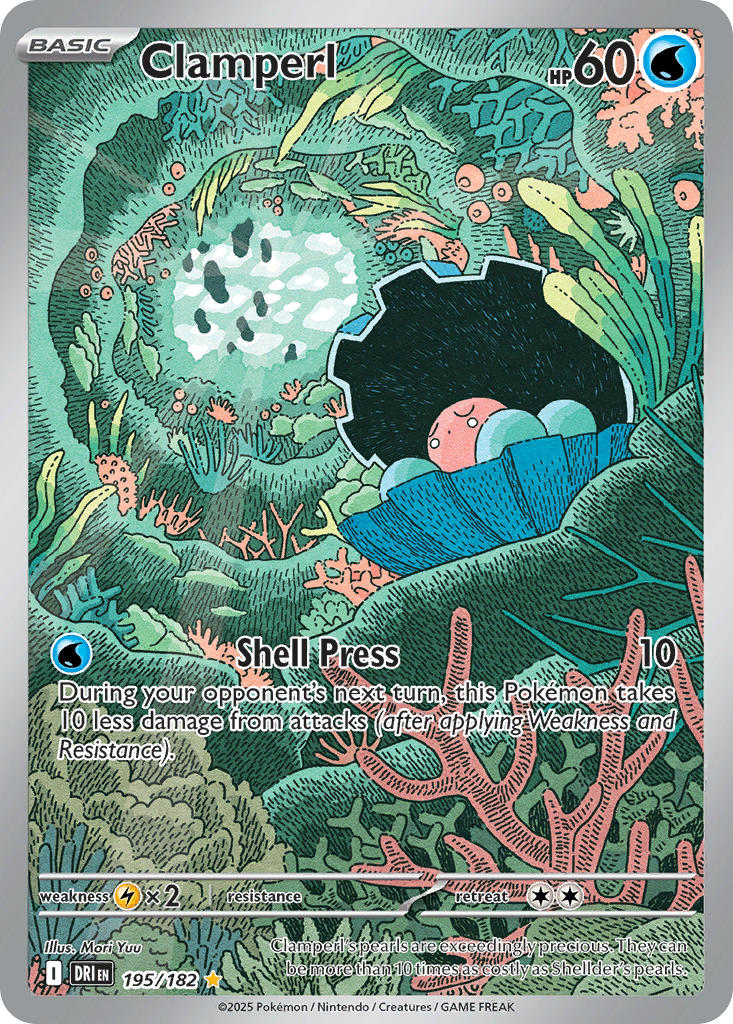 BASIC
Clamperl
HP60
Shell Press 10
During your opponent's next turn, this Pokémon takes
10 less damage from attacks (after applying Weakness and
Resistance).
weakness ×2 resistance retreat
Illus. Mori Yuu
Clamperl's pearls are exceedingly precious. They can
be more than 10 times as costly as Shellder's pearls.
I DRI EN 195/182
©2025 Pokémon / Nintendo / Creatures / GAME FREAK